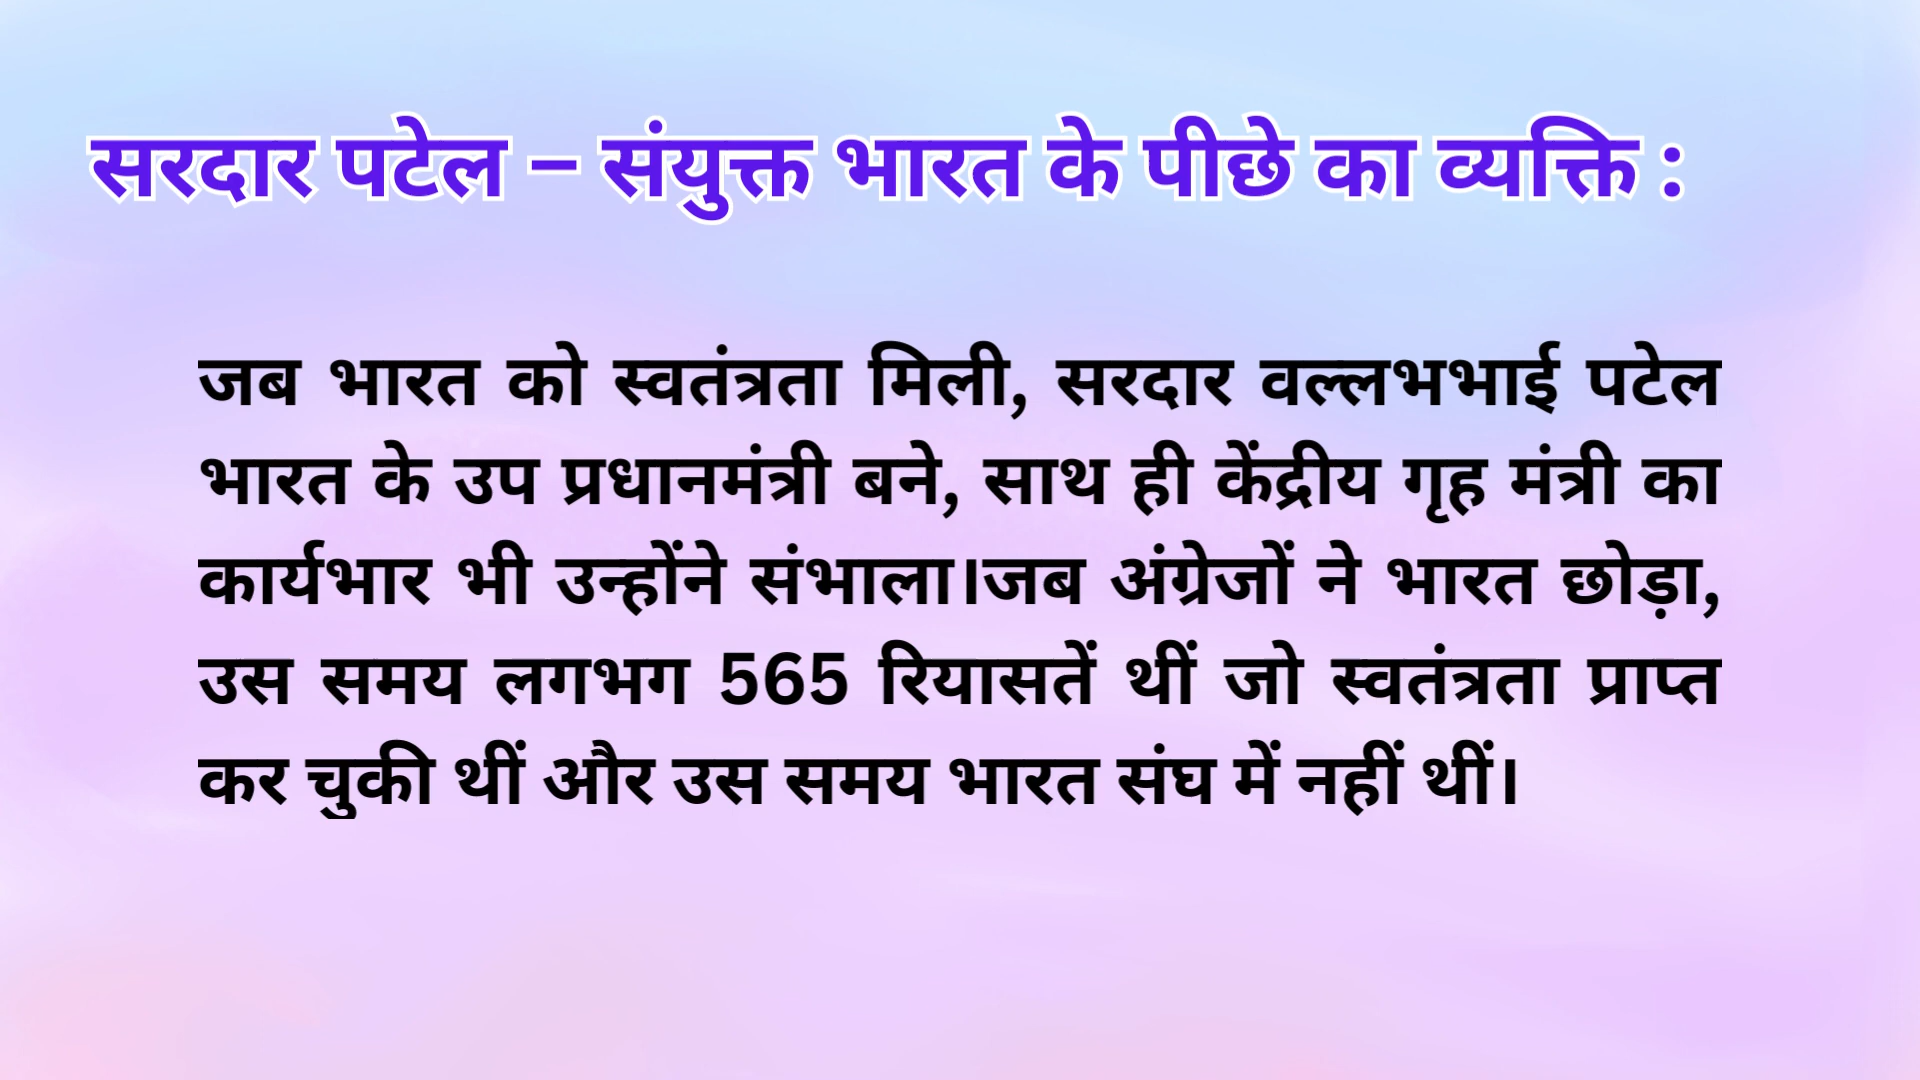 सरदार पटेल – संयुक्त भारत के पीछे का व्यक्ति :
जब भारत को स्वतंत्रता मिली, सरदार वल्लभभाई पटेल
भारत के उप प्रधानमंत्री बने, साथ ही केंद्रीय गृह मंत्री का
कार्यभार भी उन्होंने संभाला।जब अंग्रेजों ने भारत छोड़ा,
उस समय लगभग 565 रियासतें थीं जो स्वतंत्रता प्राप्त
कर चुकी थीं और उस समय भारत संघ में नहीं थीं।